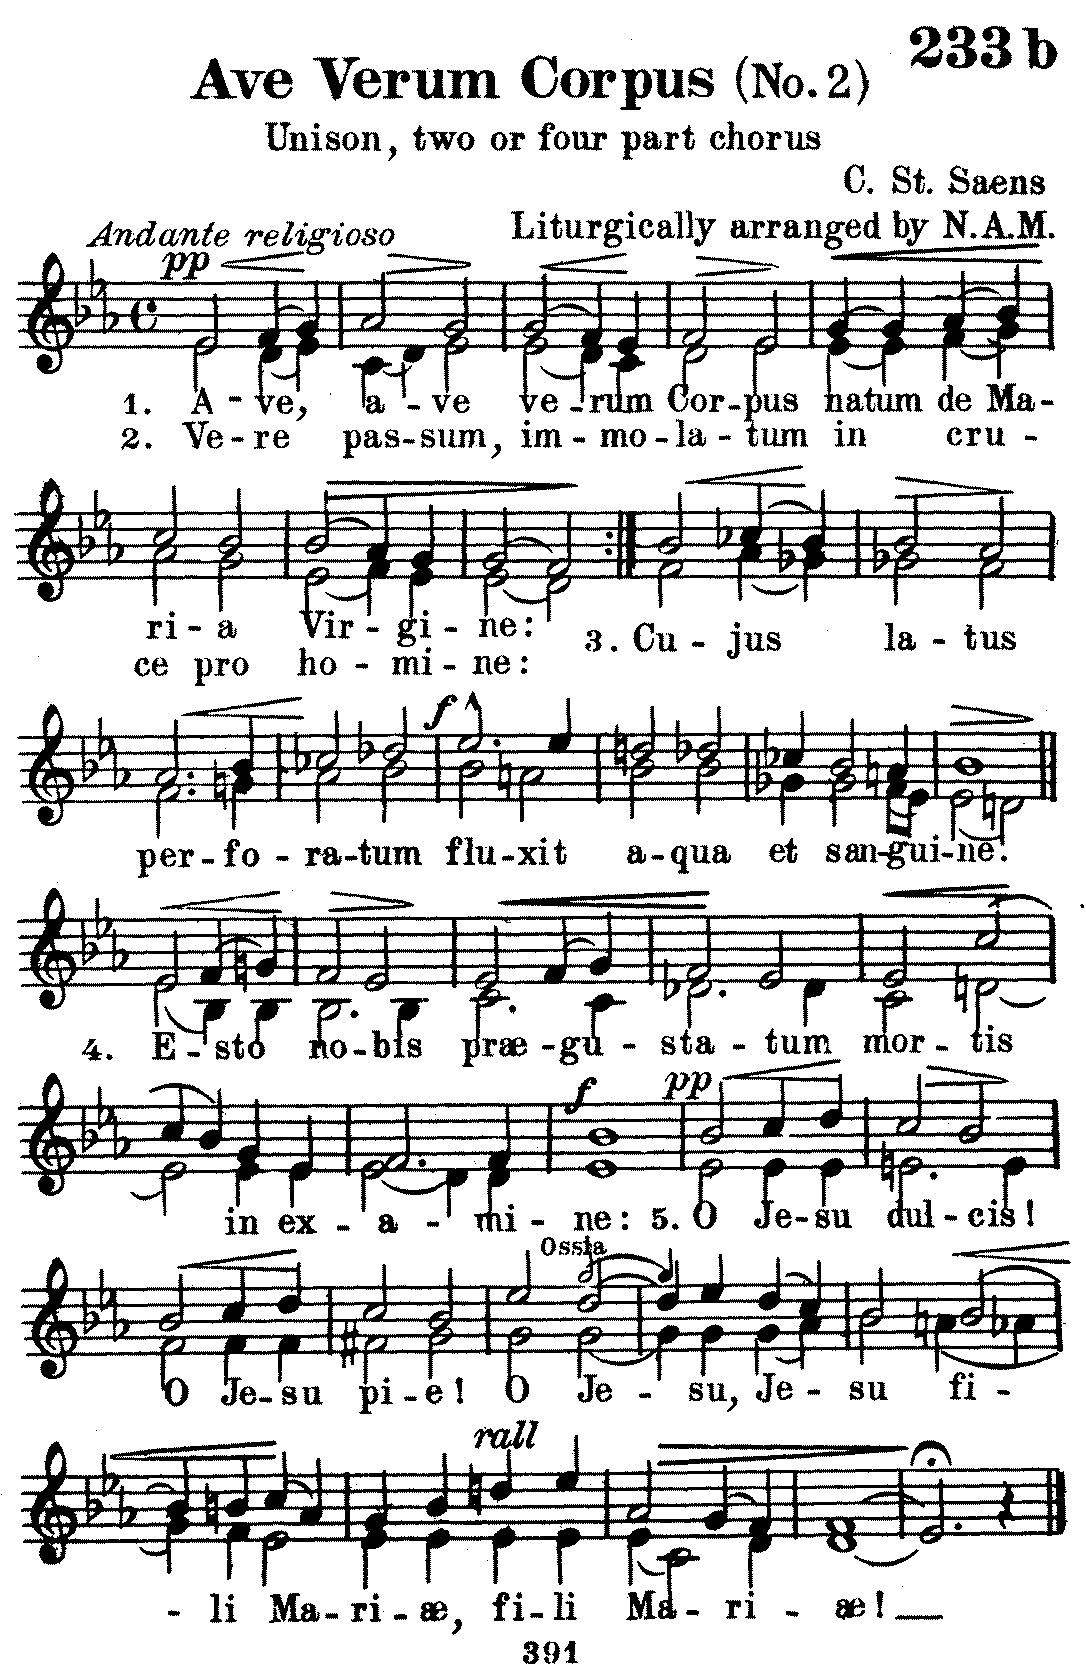 233 b
Ave Verum Corpus (No. 2)
Unison, two or four part chorus
C. St. Saens
Liturgically arranged by N.A.M.
Andante religioso
pp
1. A - ve, a - ve ve - rum Cor-pus natum de Ma-
2. Ve - re pas-sum, im - mo - la - tum in cru -
ri - a Vir - gi - ne: 3. Cu - jus la - tus
ce pro ho - mi - ne:
f
per - fo - ra-tum flu-xit a-qua et san-gui-ne.
4. E - sto no-bis præ - gu - sta - tum mor - tis
f pp
in ex - a - mi - ne: 5. O Je-su dul-cis!
Ossia
O Je-su pi-e! O Je - su, Je - su fi -
rall
- li Ma-ri-æ, fi-li Ma - ri - æ!
391